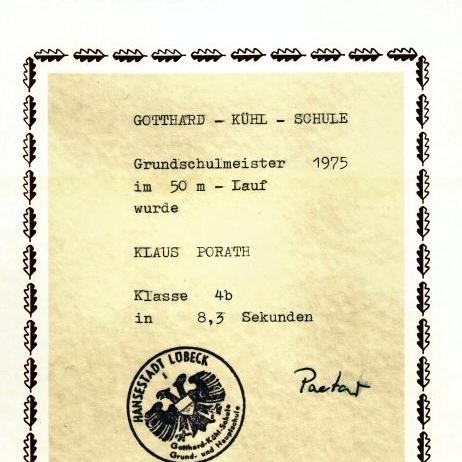 GOTTHARD - KÜHL - SCHULE
Grundschulmeister 1975
im 50 m - Lauf
wurde
KLAUS PORATH
Klasse 4b
in 8,3 Sekunden
HANSESTADT LÜBECK
Gotthard-Kühl-Schule
Grund- und Hauptschule